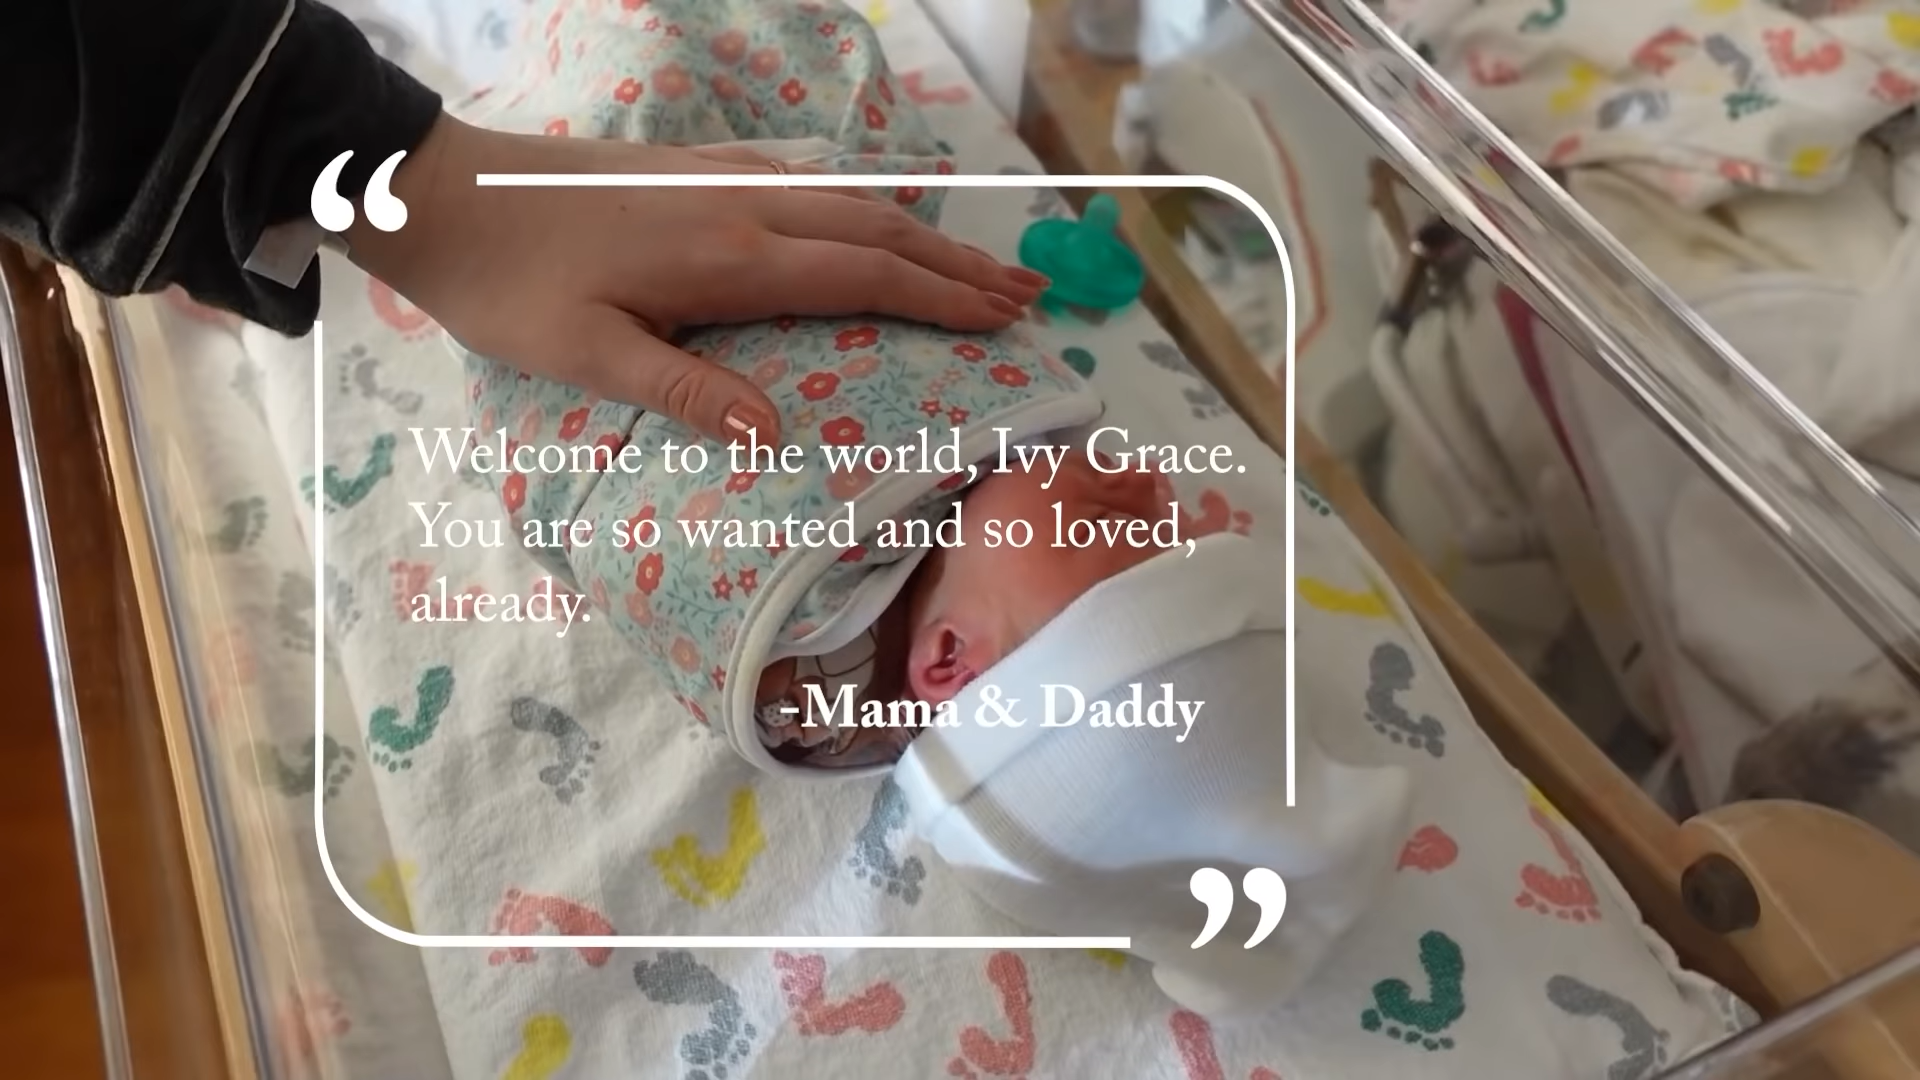 “
Welcome to the world, Ivy Grace.
You are so wanted and so loved,
already.
-Mama & Daddy
”